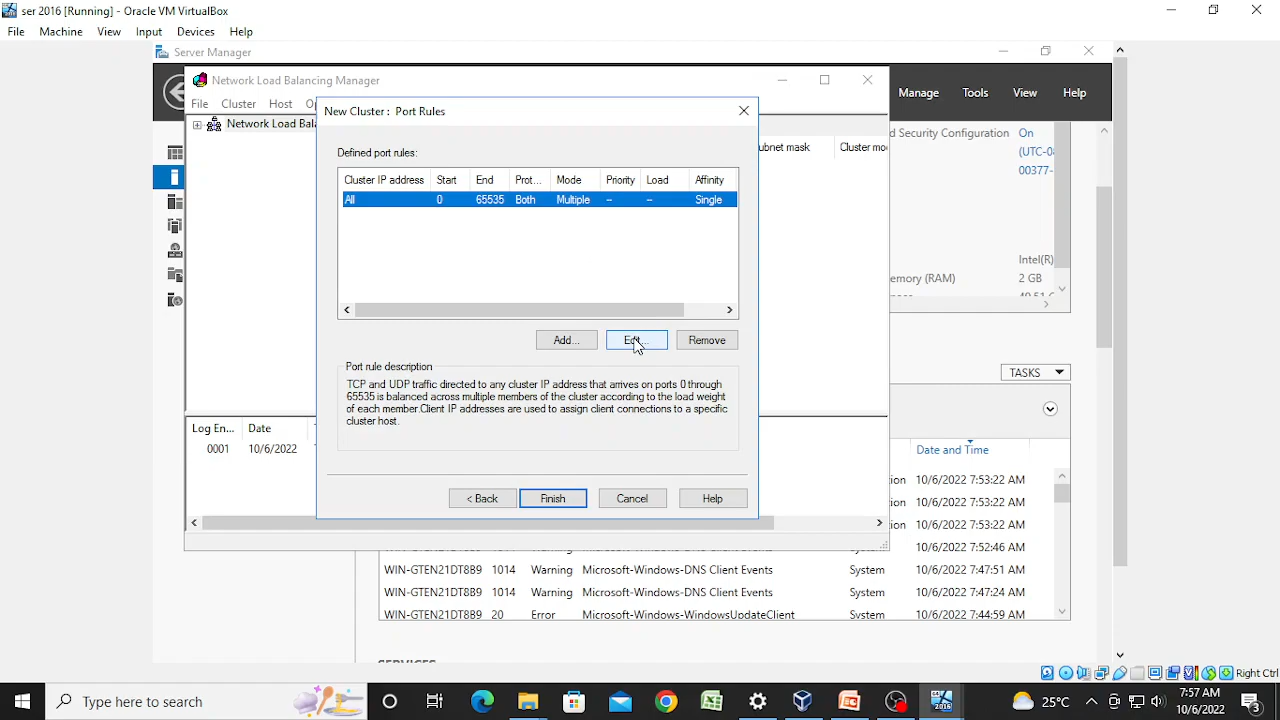 ser 2016 [Running] - Oracle VM VirtualBox
File Machine View Input Devices Help
Server Manager
Manage Tools View Help
Network Load Balancing Manager
File Cluster Host
Network Load Bala
ubnet mask Cluster mo
New Cluster : Port Rules
Defined port rules:
Cluster IP address Start End Prot... Mode Priority Load Affinity
All 0 65535 Both Multiple -- -- Single
Add... Remove
Port rule description
TCP and UDP traffic directed to any cluster IP address that arrives on ports 0 through
65535 is balanced across multiple members of the cluster according to the load weight
of each member.Client IP addresses are used to assign client connections to a specific
cluster host.
< Back Finish Cancel Help
Log En... Date
0001 10/6/2022
d Security Configuration On
(UTC-0
00377-
Intel(R)
emory (RAM) 2 GB
TASKS
Date and Time
ion 10/6/2022 7:53:22 AM
ion 10/6/2022 7:53:22 AM
ion 10/6/2022 7:53:22 AM
10/6/2022 7:52:46 AM
WIN-GTEN21DT8B9 1014 Warning Microsoft-Windows-DNS Client Events System 10/6/2022 7:47:51 AM
WIN-GTEN21DT8B9 1014 Warning Microsoft-Windows-DNS Client Events System 10/6/2022 7:47:24 AM
WIN-GTEN21DT8B9 20 Error Microsoft-Windows-WindowsUpdateClient System 10/6/2022 7:44:59 AM
Right Ctrl
Type here to search
25°C
7:57 AM
10/6/2022